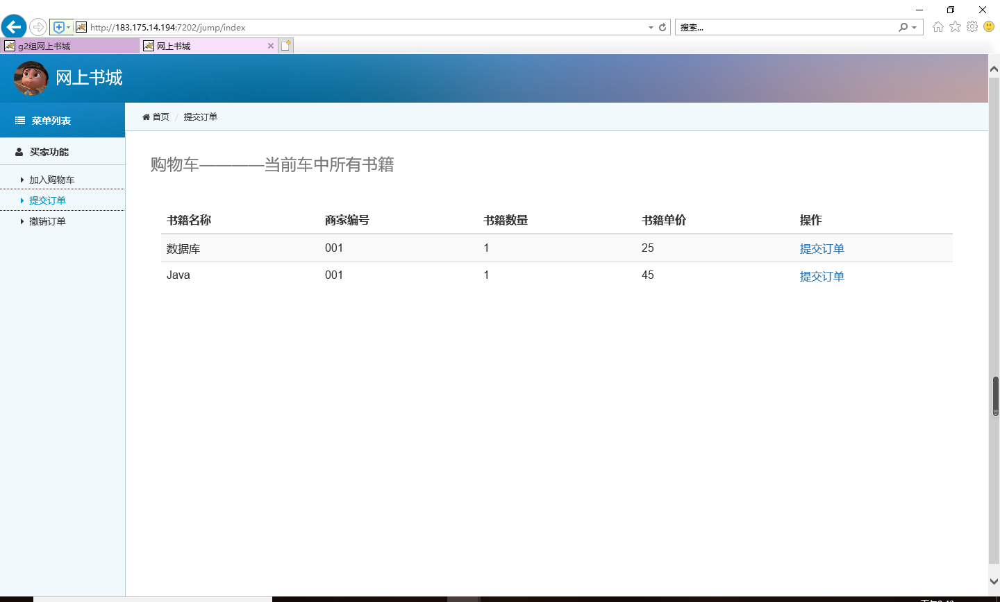 http://183.175.14.194:7202/jump/index
搜索...
g2组网上书城
网上书城
网上书城
菜单列表
首页 / 提交订单
买家功能
加入购物车
提交订单
撤销订单
购物车————当前车中所有书籍
书籍名称 商家编号 书籍数量 书籍单价 操作
数据库 001 1 25 提交订单
Java 001 1 45 提交订单